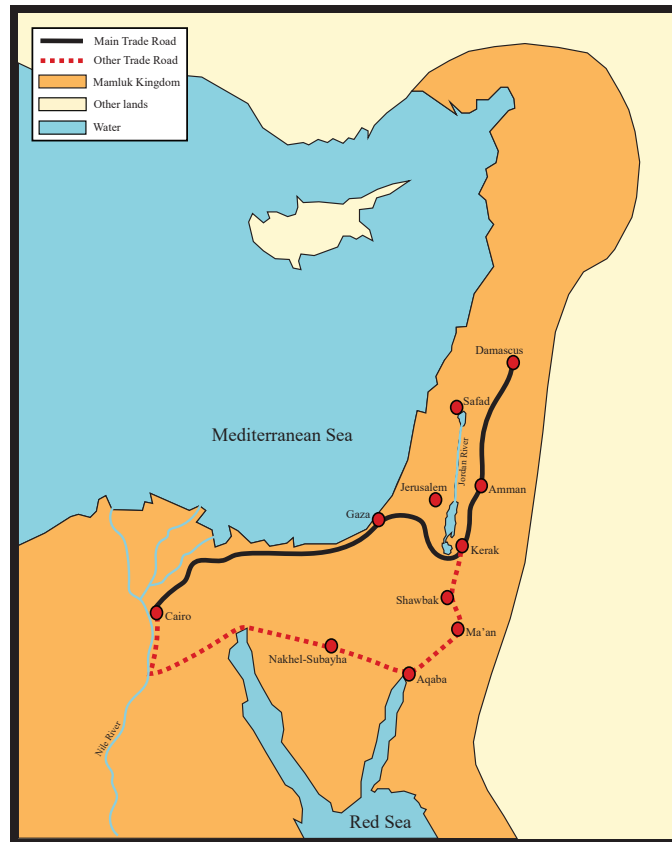 Main Trade Road
Other Trade Road
Mamluk Kingdom
Other lands
Water
Damascus
Safad
Mediterranean Sea
Jordan River
Jerusalem
Amman
Gaza
Kerak
Shawbak
Cairo
Ma'an
Nakhel-Subayha
Aqaba
Nile River
Red Sea